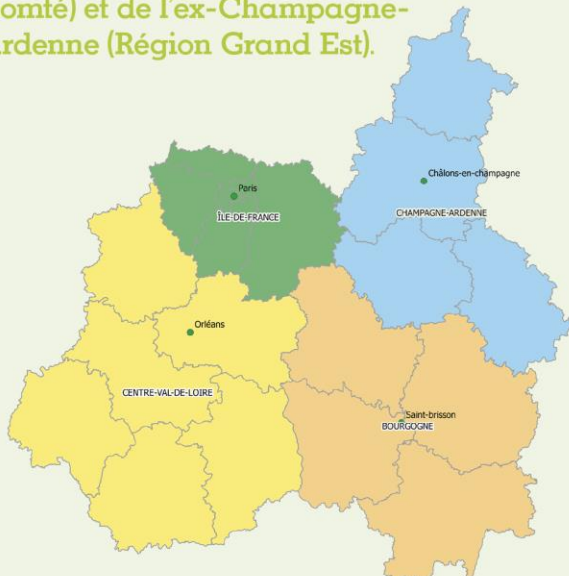 omté) et de l'ex-Champagne-
rdenne (Région Grand Est).
Châlons-en-champagne
Paris
CHAMPAGNE-ARDENNE
ÎLE-DE-FRANCE
Orléans
CENTRE-VAL-DE-LOIRE
Saint-brisson
BOURGOGNE